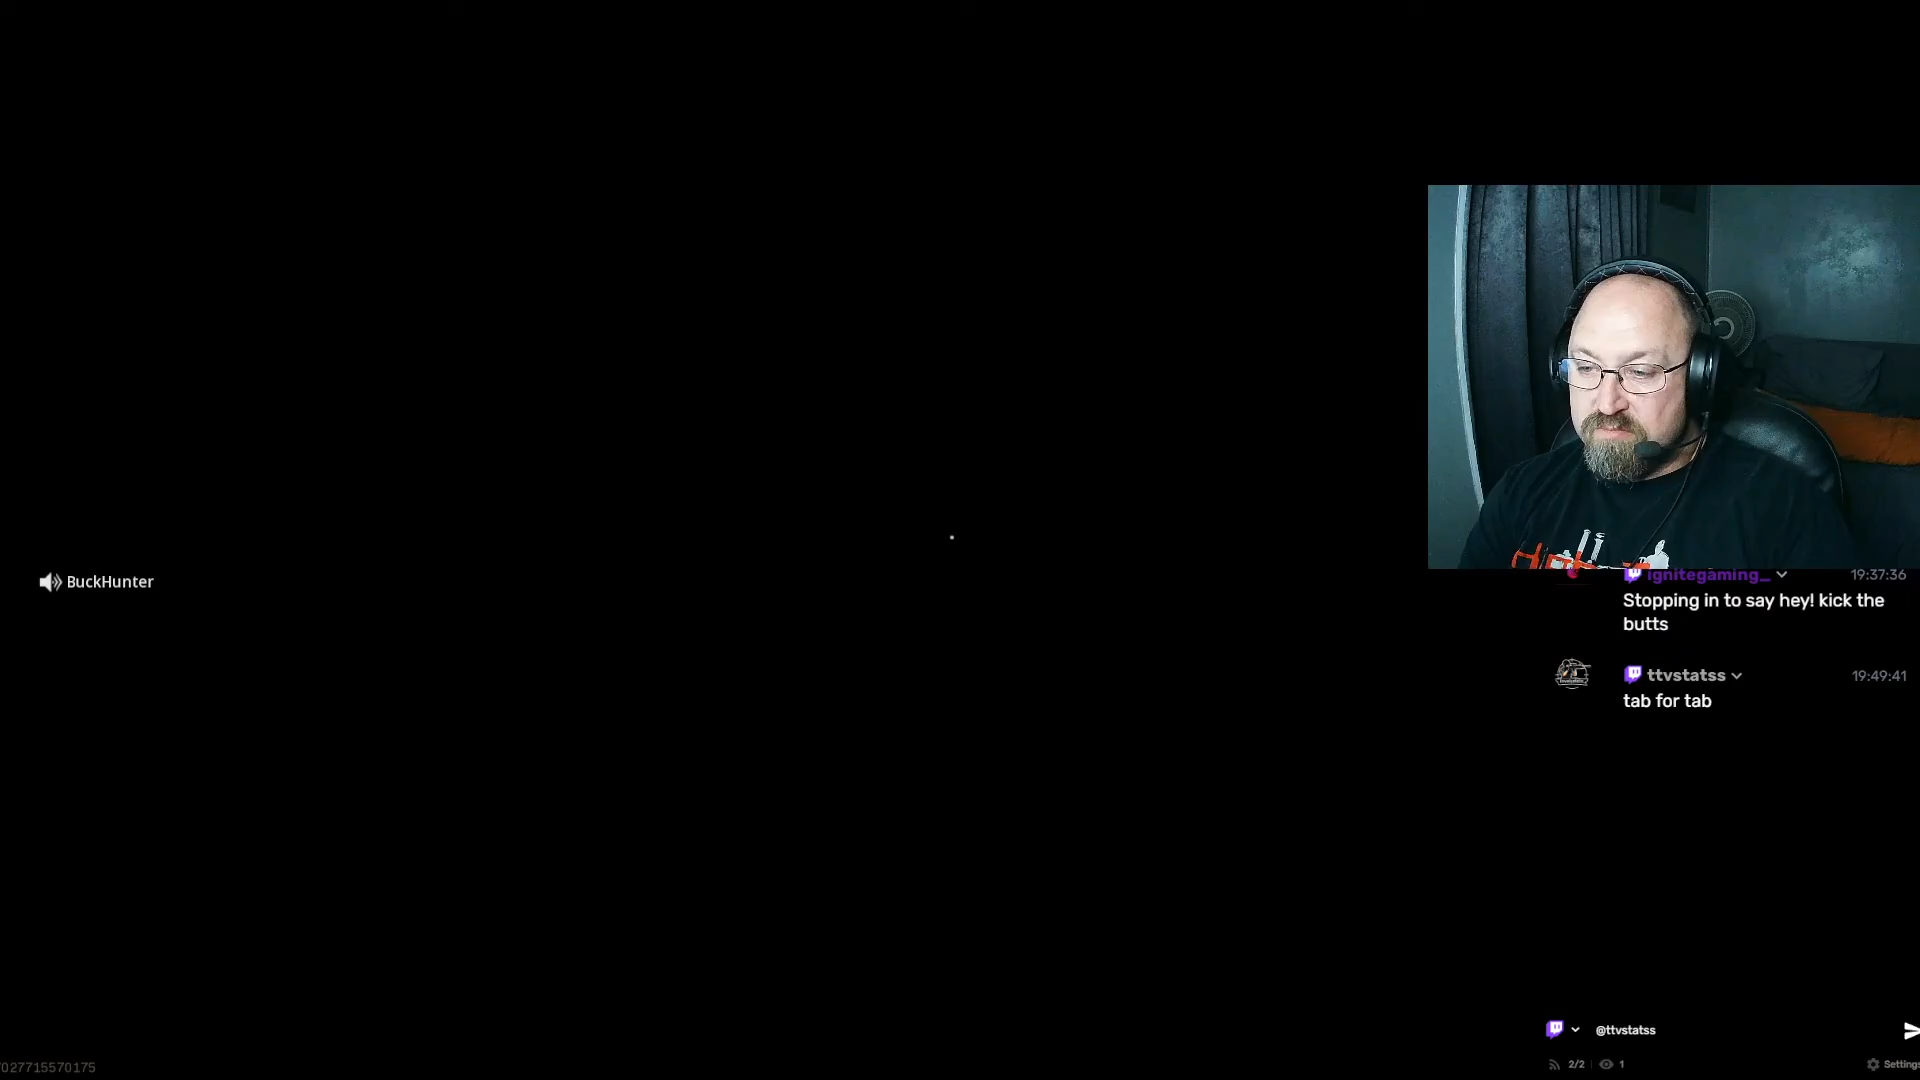 BuckHunter
ignitegaming_ 19:37:36
Stopping in to say hey! kick the
butts
ttvstatss 19:49:41
tab for tab
@ttvstatss
2/2 1
Settings
027715570175